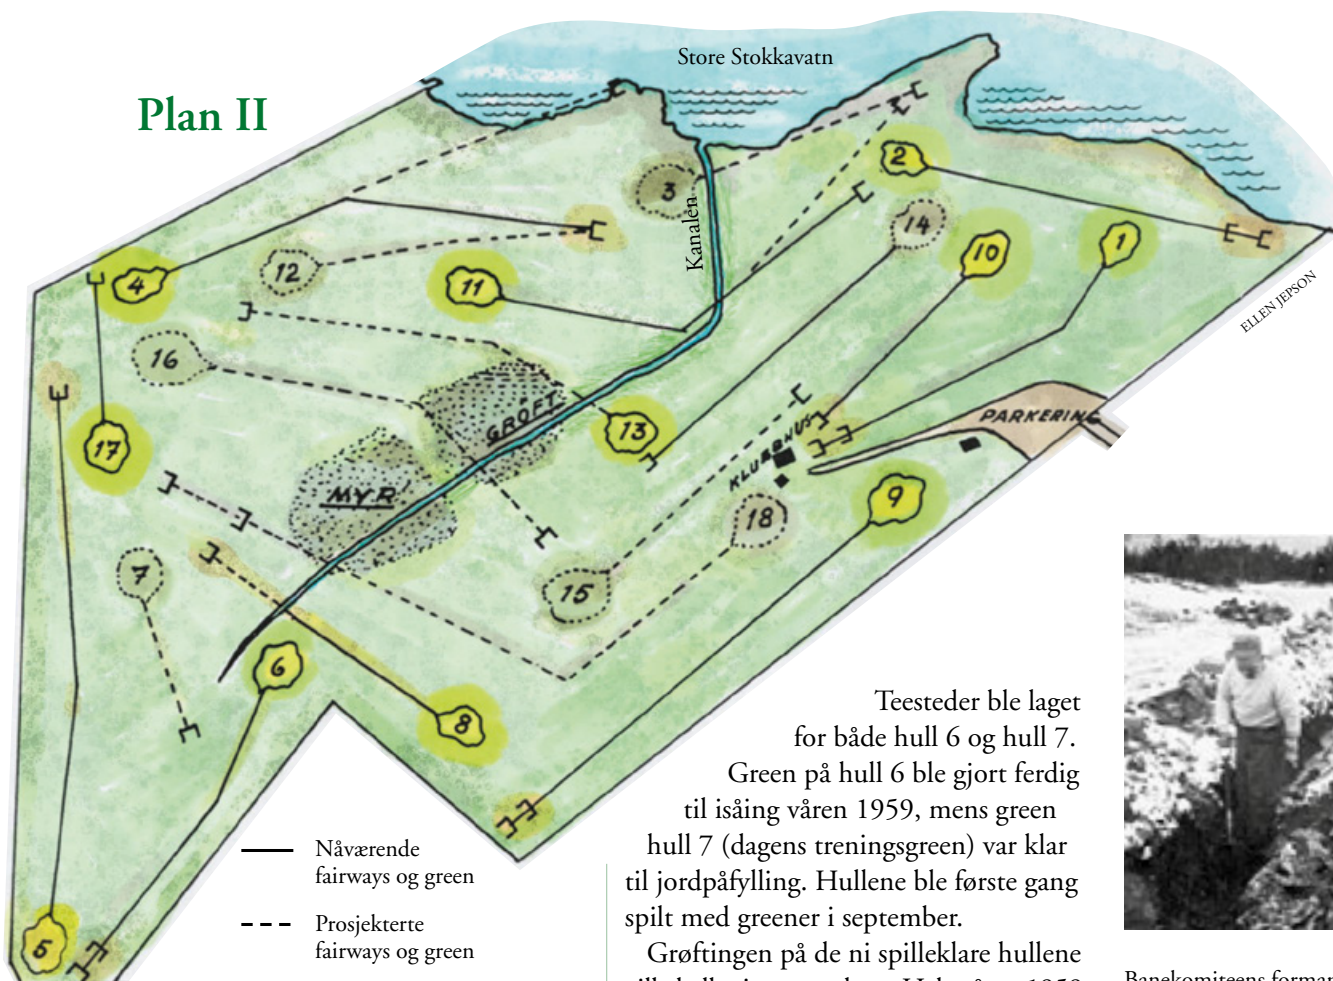 Plan II
Store Stokkavatn
Kanalen
ELLEN JEPSON
2
3
1
14
10
12
4
11
16
GRØFT
13
PARKERING
17
KLUBBHUS
MYR
9
18
7
15
6
8
5
Nåværende
fairways og green
Prosjekterte
fairways og green
Teesteder ble laget
for både hull 6 og hull 7.
Green på hull 6 ble gjort ferdig
til isåing våren 1959, mens green
hull 7 (dagens treningsgreen) var klar
til jordpåfylling. Hullene ble første gang
spilt med greener i september.
Grøftingen på de ni spilleklare hullene
1959
Banekomiteens forman